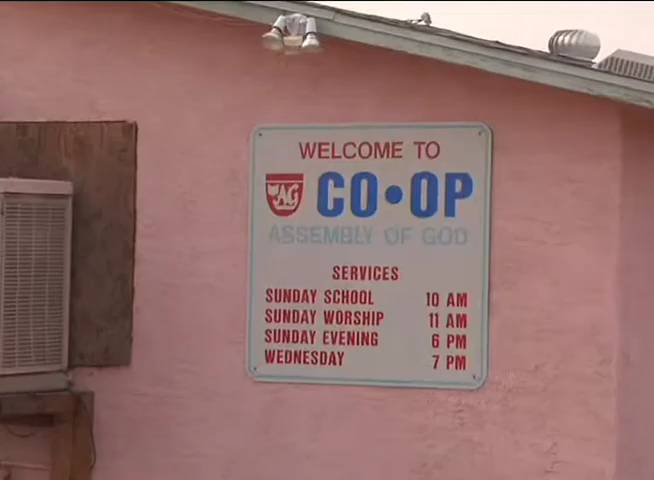 WELCOME TO
AG CO•OP
ASSEMBLY OF GOD
SERVICES
SUNDAY SCHOOL 10 AM
SUNDAY WORSHIP 11 AM
SUNDAY EVENING 6 PM
WEDNESDAY 7 PM